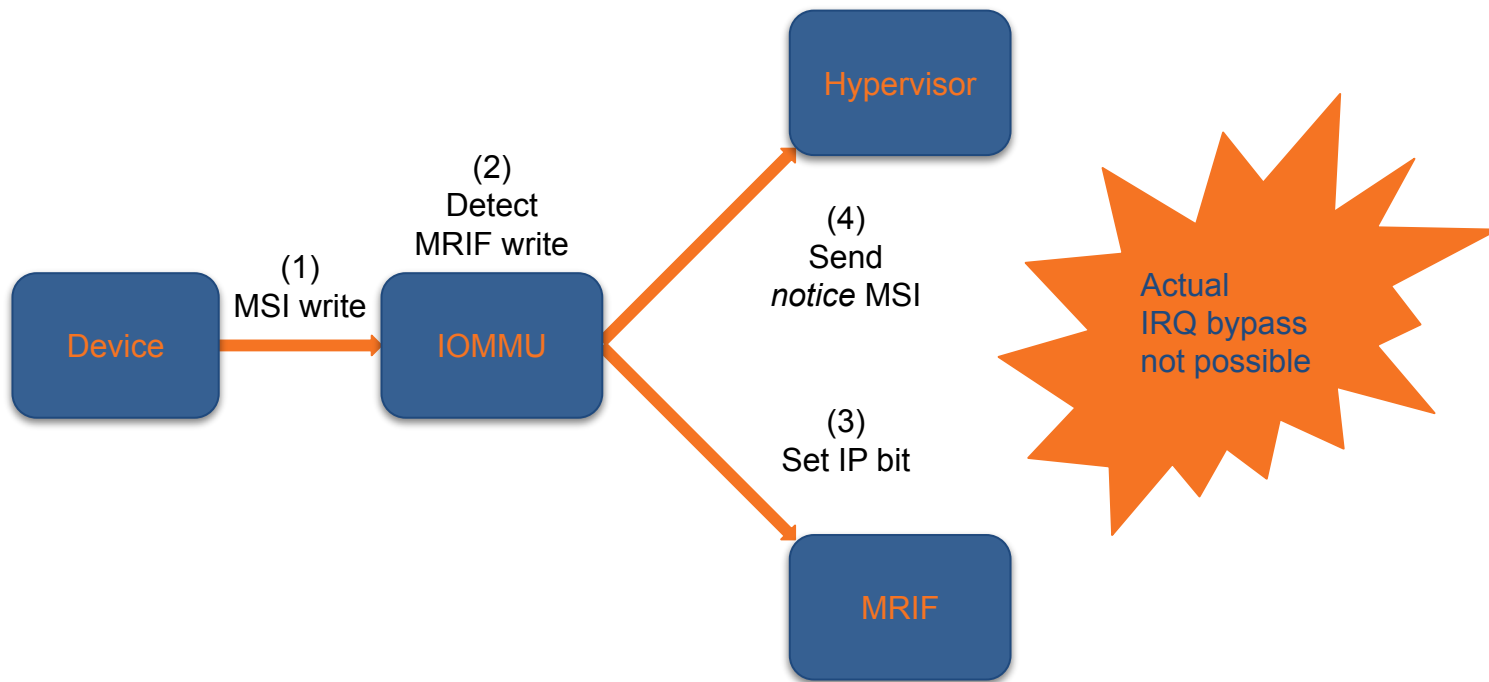 Hypervisor
(2)
Detect
MRIF write
(1)
MSI write
(4)
Send
notice MSI
Actual
IRQ bypass
not possible
Device
IOMMU
(3)
Set IP bit
MRIF